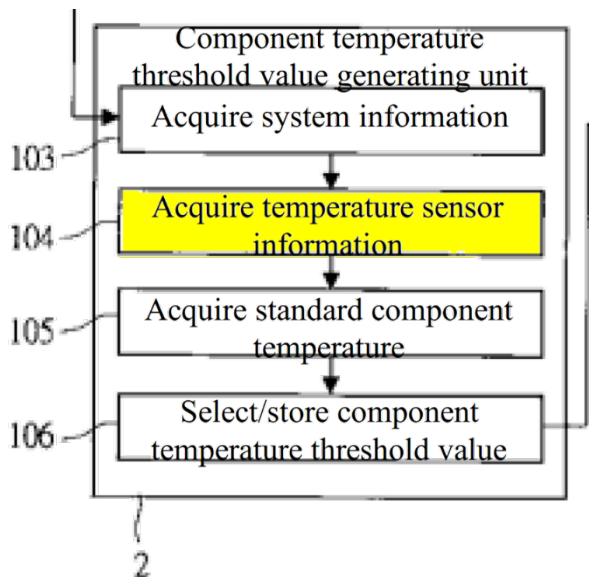 Component temperature
threshold value generating unit
Acquire system information
103
Acquire temperature sensor
information
104
Acquire standard component
temperature
105
Select/store component
temperature threshold value
106
2